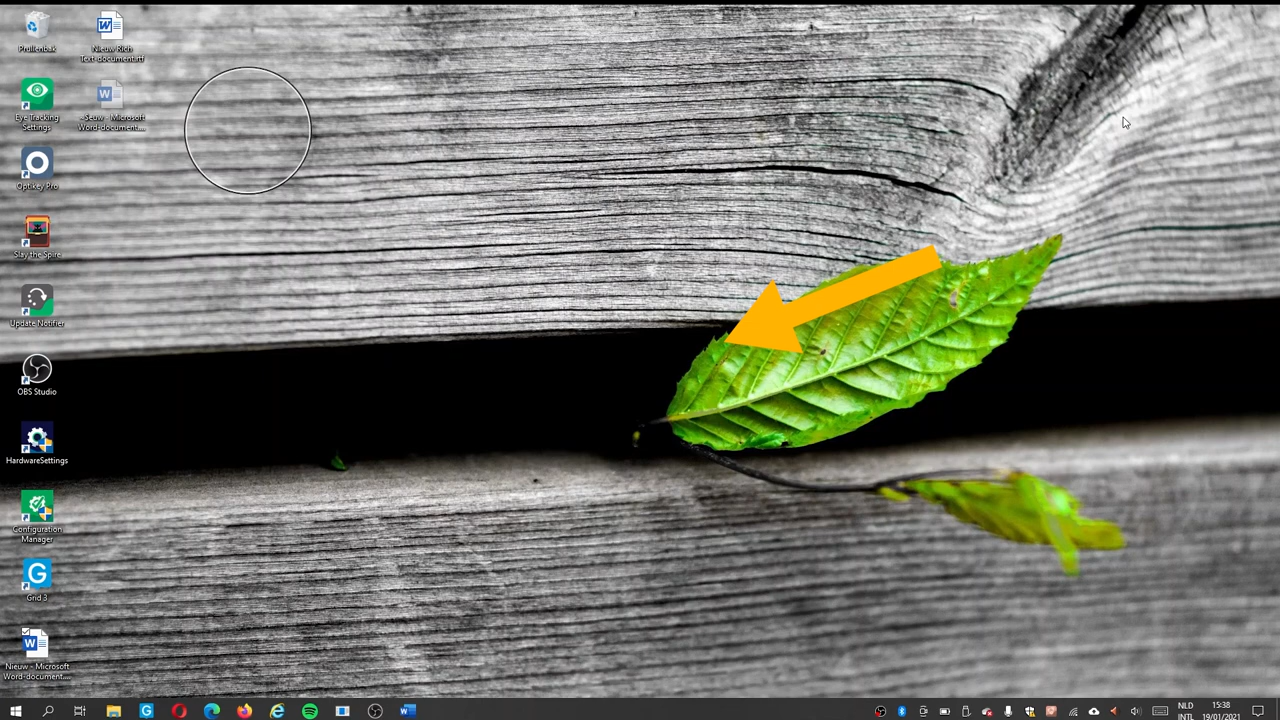 Prullenbak
Nieuw Rich
Text-document.rtf
Eye Tracking
Settings
~$euw - Microsoft
Word-document....
Optikey Pro
Slay the Spire
Update Notifier
OBS Studio
HardwareSettings
Configuration
Manager
Grid 3
Nieuw - Microsoft
Word-document....
NLD
INTL
15:38
19/01/2021